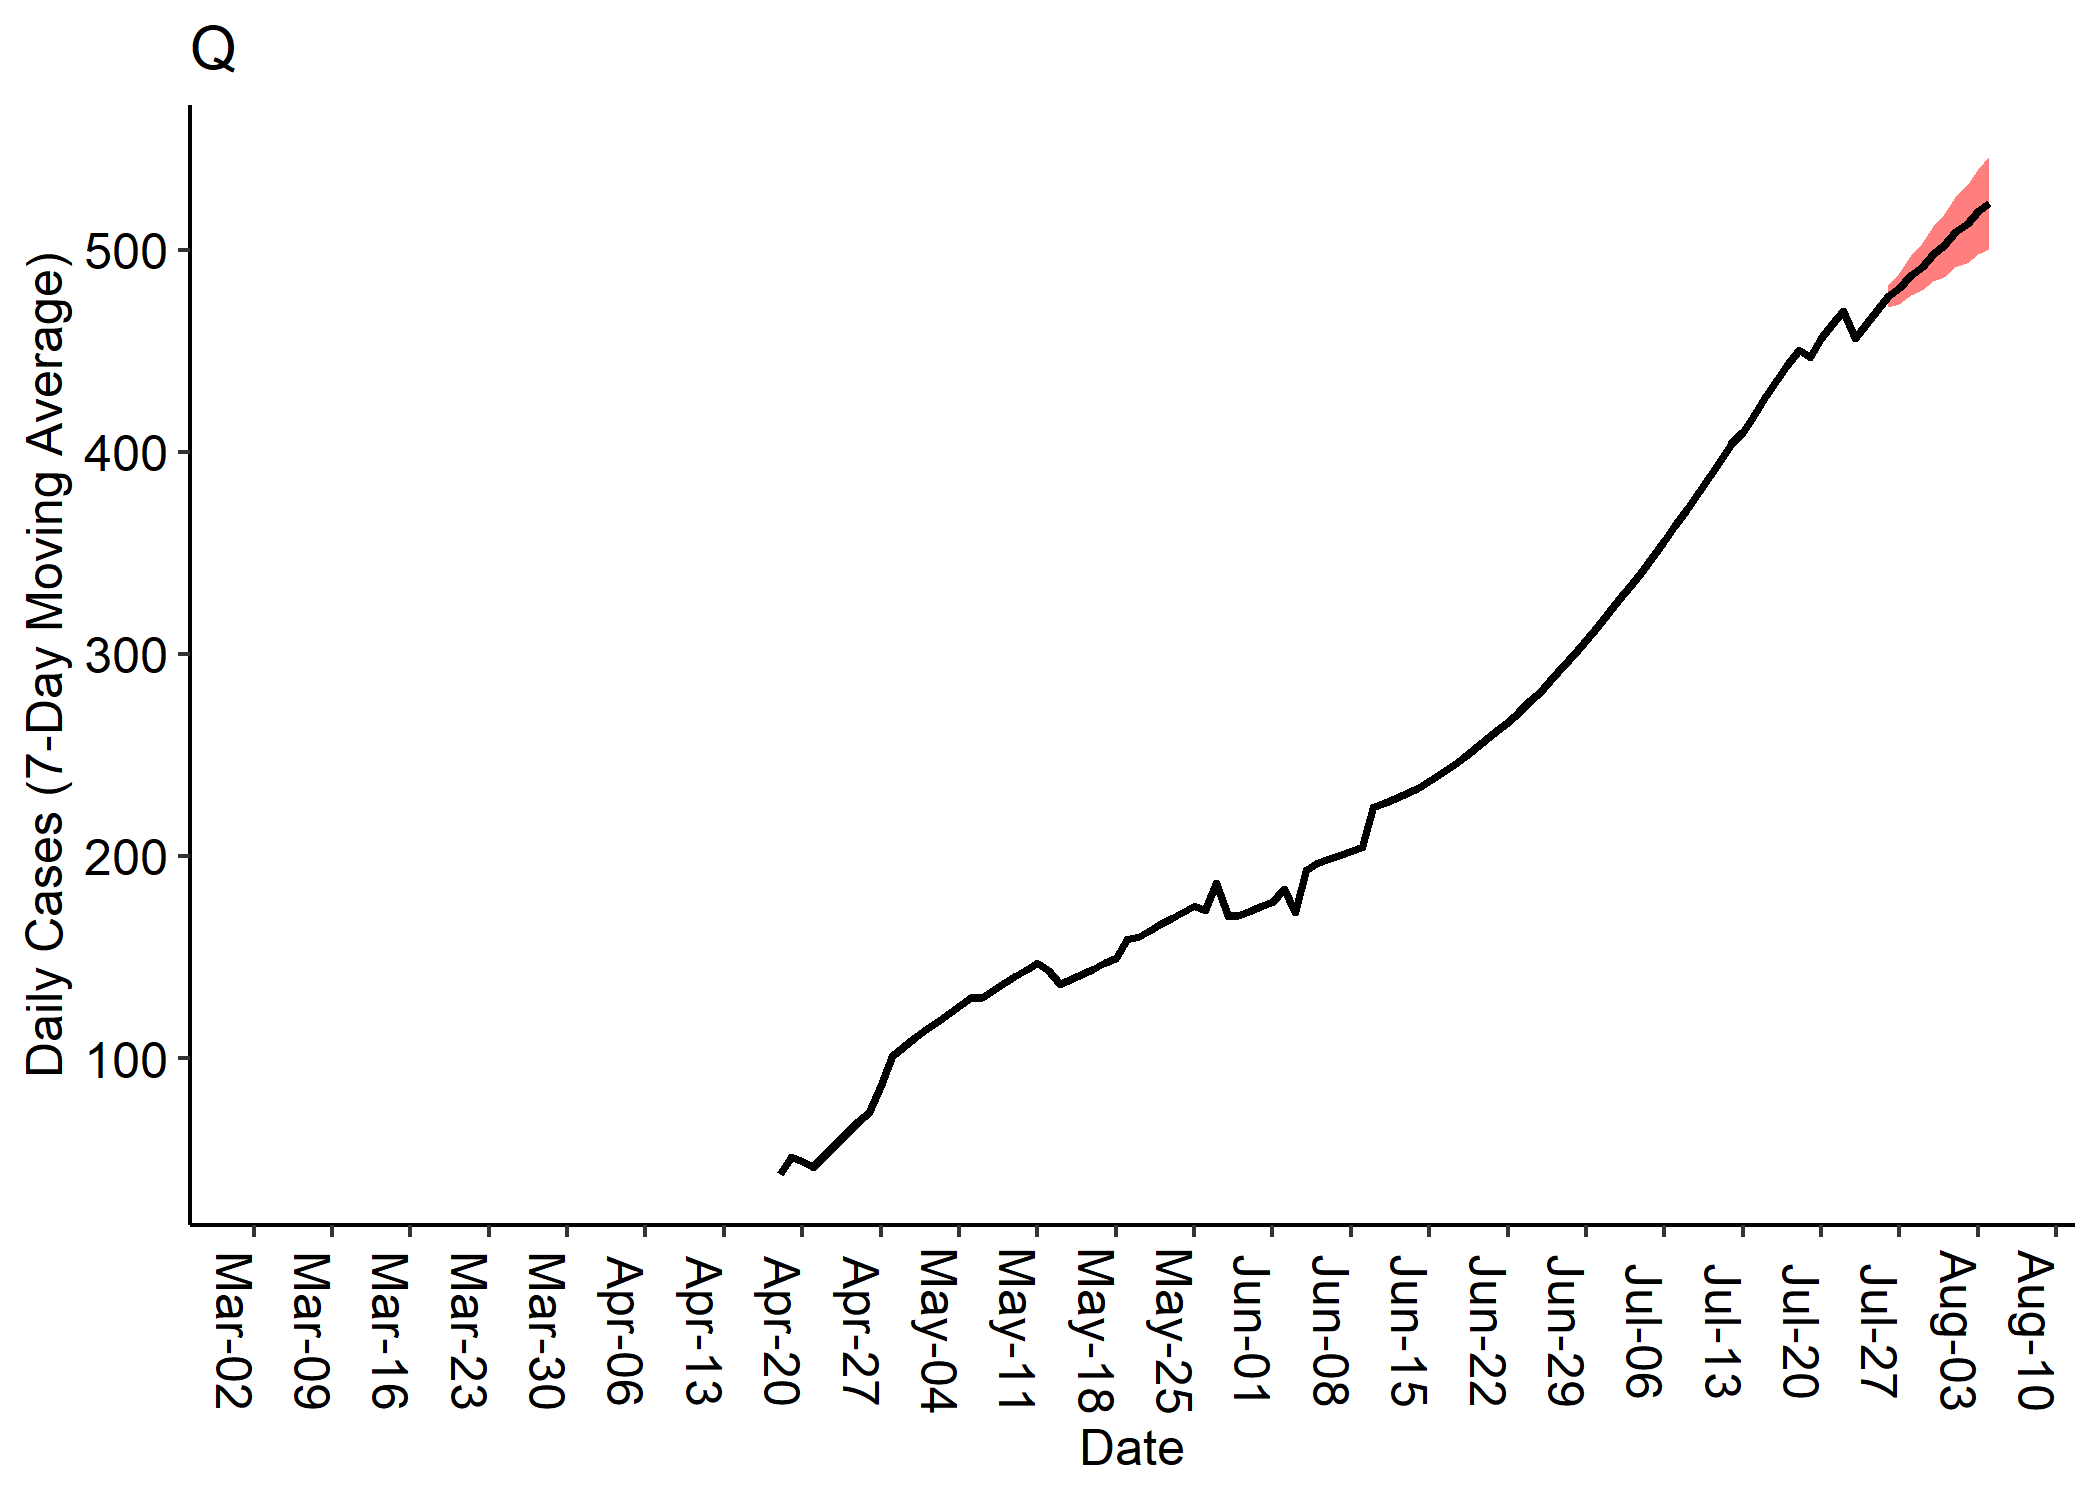 Q
Daily Cases (7-Day Moving Average)
500
400
300
200
100
Mar-02
Mar-09
Mar-16
Mar-23
Mar-30
Apr-06
Apr-13
Apr-20
Apr-27
May-04
May-11
May-18
May-25
Jun-01
Jun-08
Jun-15
Jun-22
Jun-29
Jul-06
Jul-13
Jul-20
Jul-27
Aug-03
Aug-10
Date